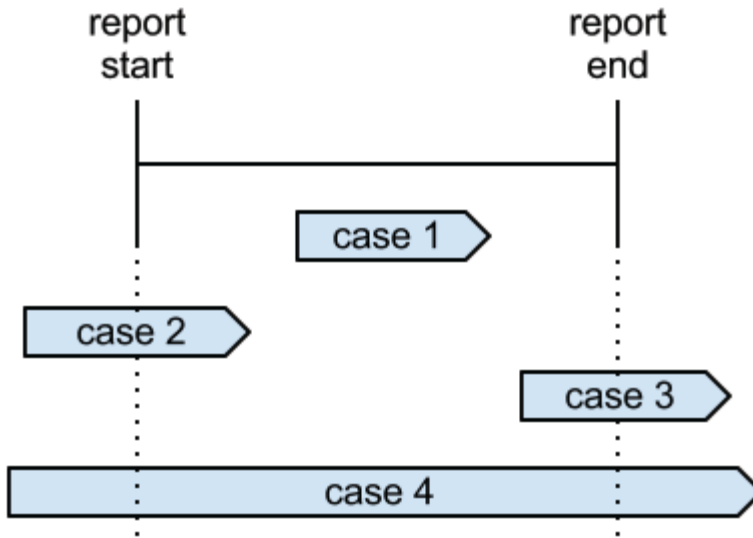 report
start
report
end
case 1
case 2
case 3
case 4